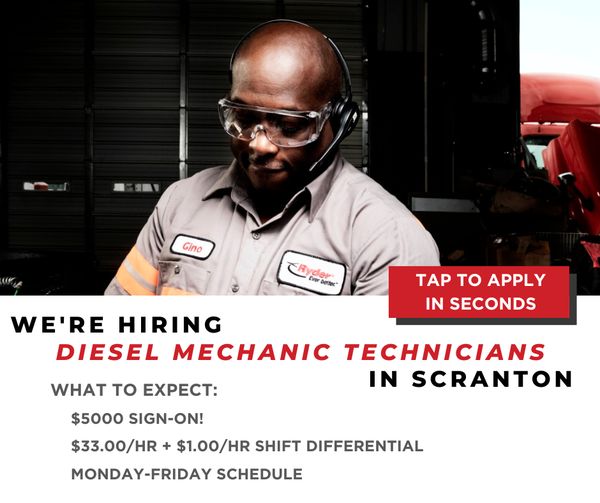 Gino
Ryder
Ever better.
TAP TO APPLY
IN SECONDS
WE'RE HIRING
DIESEL MECHANIC TECHNICIANS
IN SCRANTON
WHAT TO EXPECT:
$5000 SIGN-ON!
$33.00/HR + $1.00/HR SHIFT DIFFERENTIAL
MONDAY-FRIDAY SCHEDULE